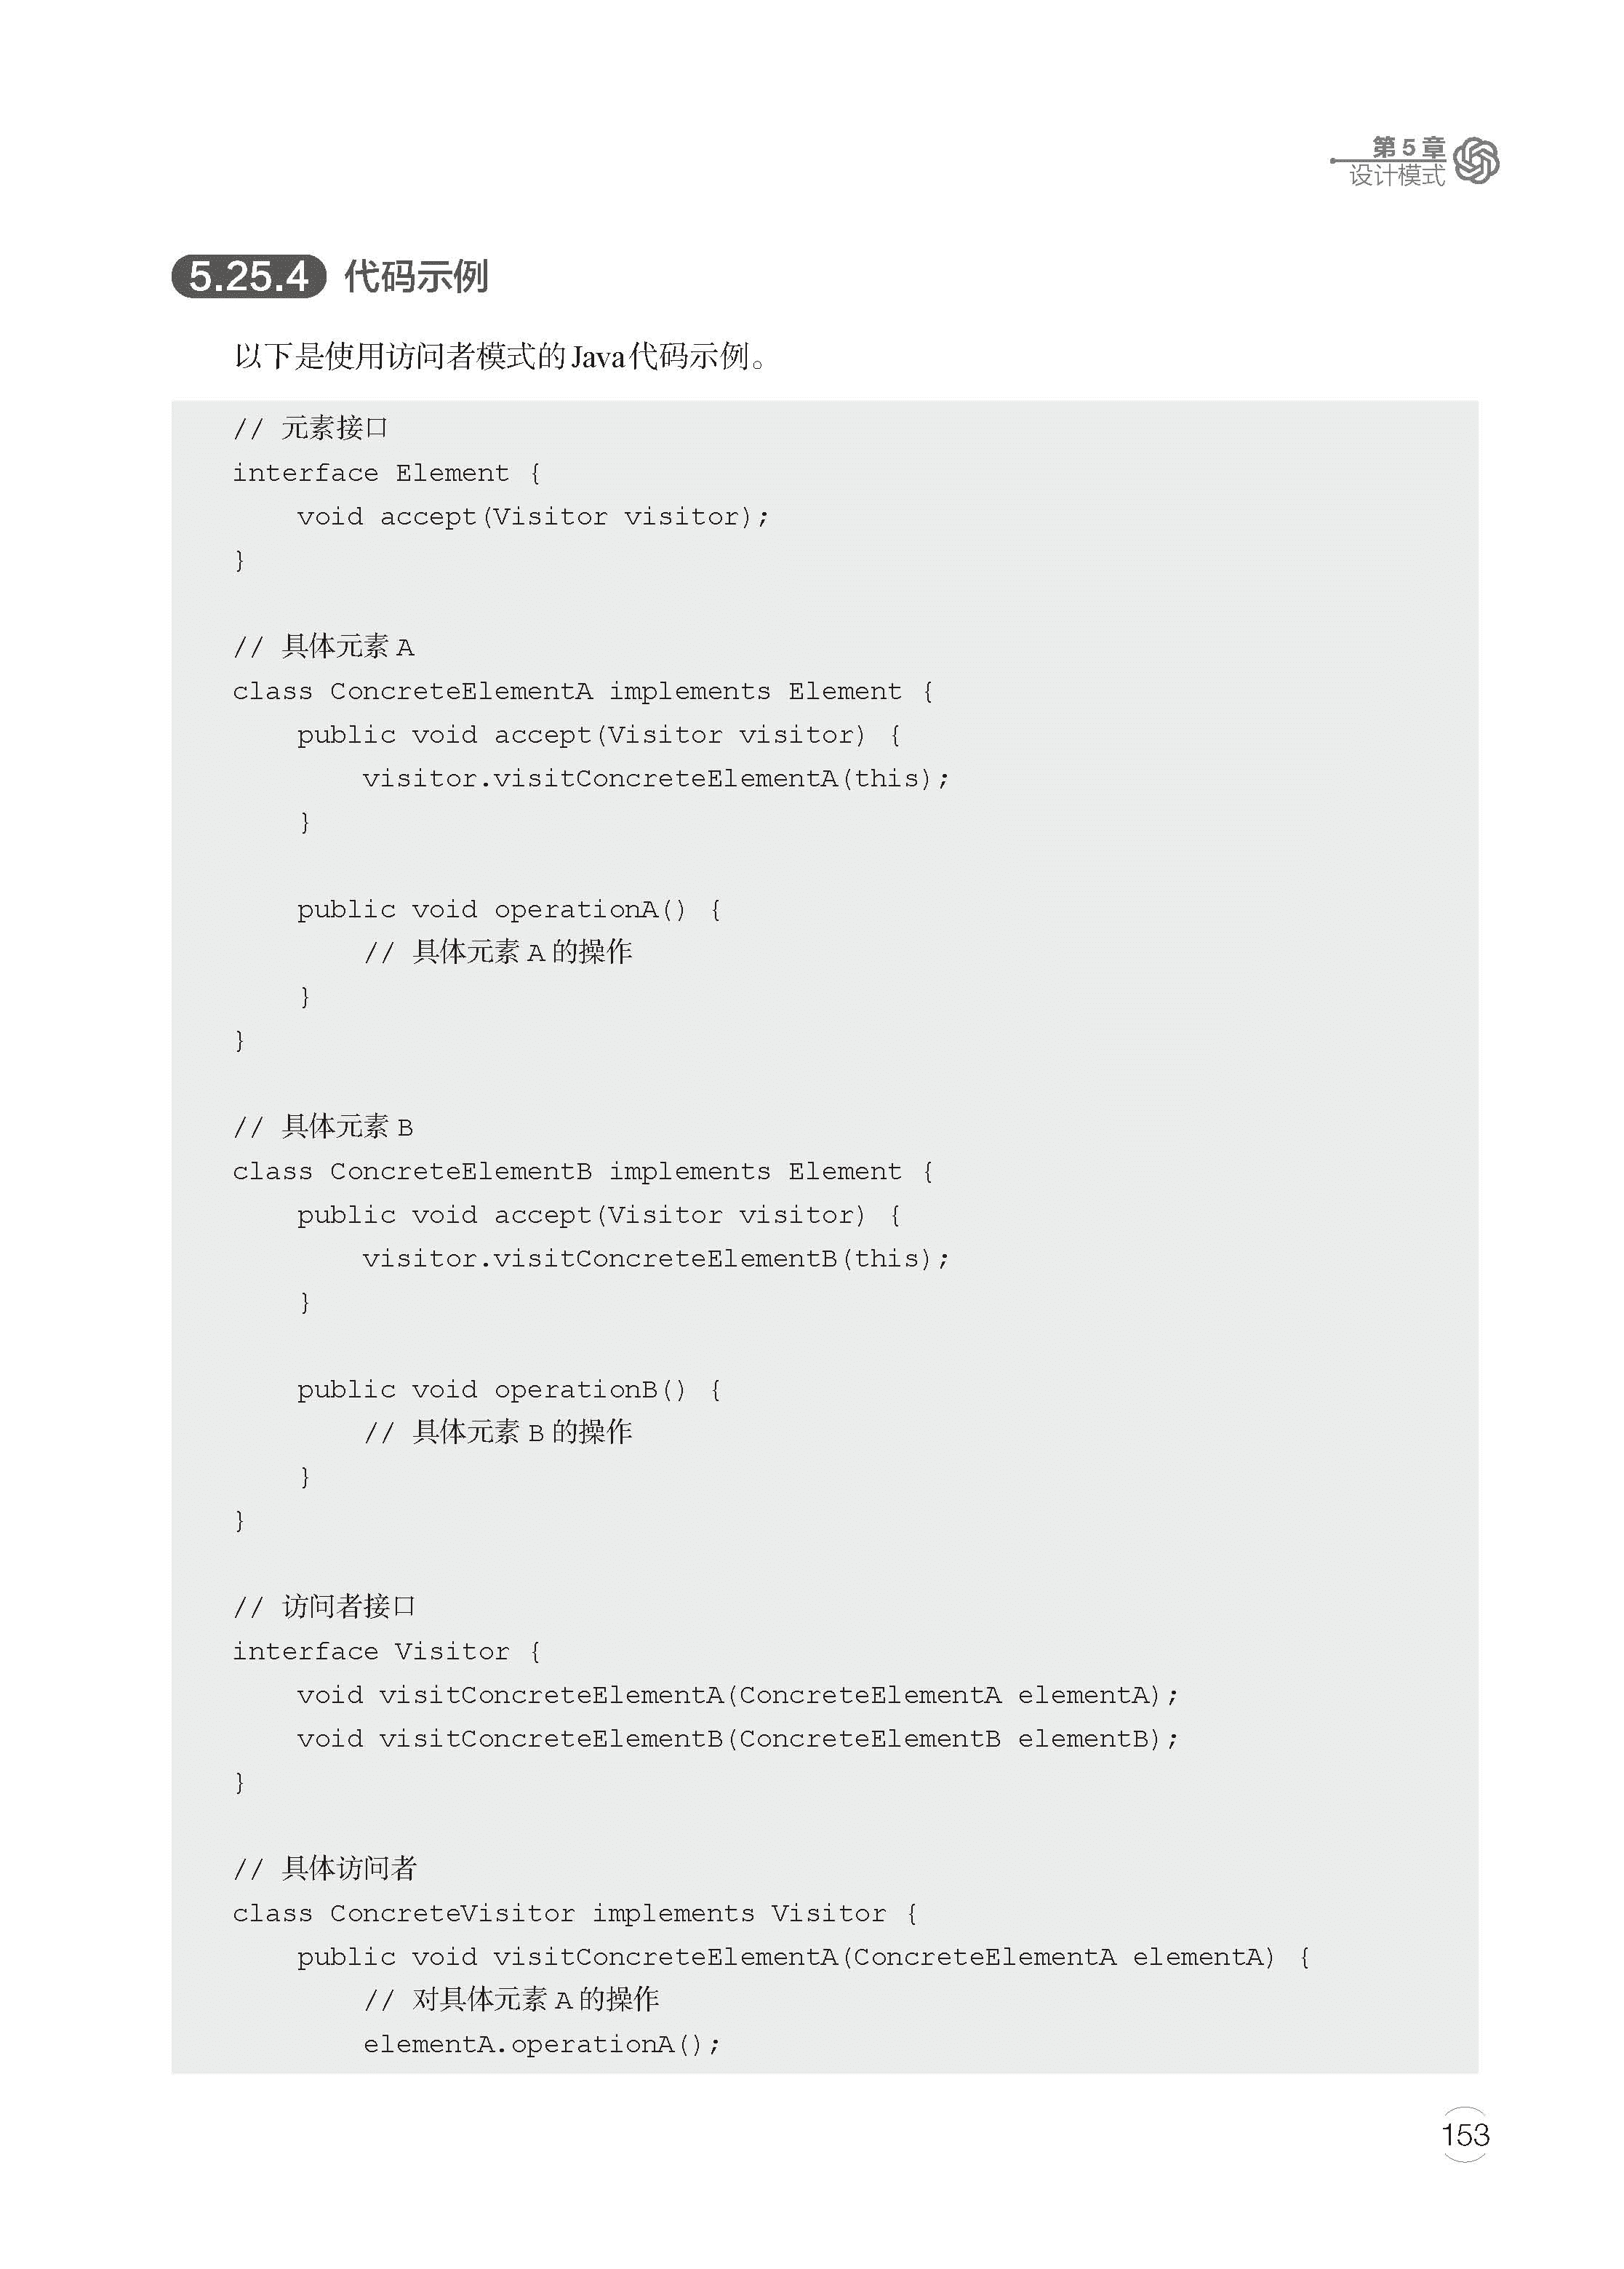 第5章
设计模式
5.25.4 代码示例
以下是使用访问者模式的Java代码示例。
// 元素接口
interface Element {
    void accept(Visitor visitor);
}

// 具体元素 A
class ConcreteElementA implements Element {
    public void accept(Visitor visitor) {
        visitor.visitConcreteElementA(this);
    }

    public void operationA() {
        // 具体元素 A 的操作
    }
}

// 具体元素 B
class ConcreteElementB implements Element {
    public void accept(Visitor visitor) {
        visitor.visitConcreteElementB(this);
    }

    public void operationB() {
        // 具体元素 B 的操作
    }
}

// 访问者接口
interface Visitor {
    void visitConcreteElementA(ConcreteElementA elementA);
    void visitConcreteElementB(ConcreteElementB elementB);
}

// 具体访问者
class ConcreteVisitor implements Visitor {
    public void visitConcreteElementA(ConcreteElementA elementA) {
        // 对具体元素 A 的操作
        elementA.operationA();
153